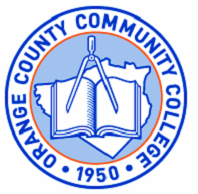 ORANGE COUNTY COMMUNITY COLLEGE
• 1950 •